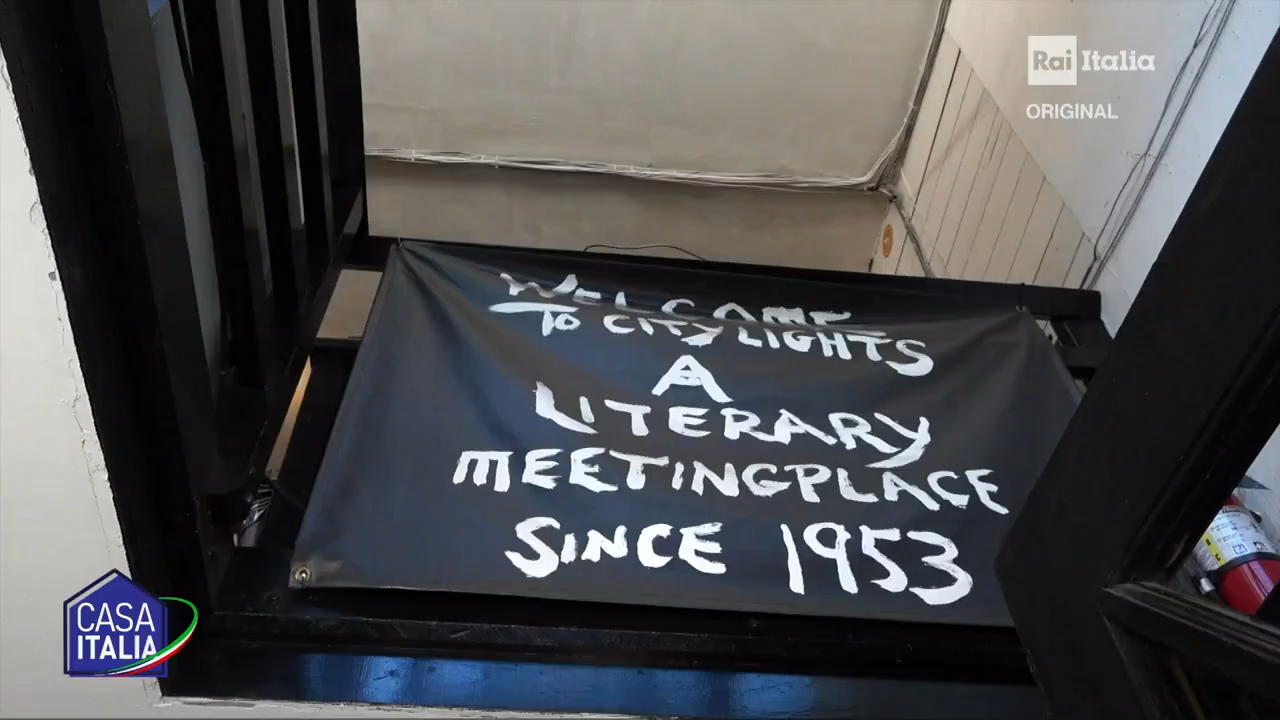 Rai Italia
ORIGINAL
WELCOME
TO CITY LIGHTS
A
LITERARY
MEETINGPLACE
SINCE 1953
CASA
ITALIA